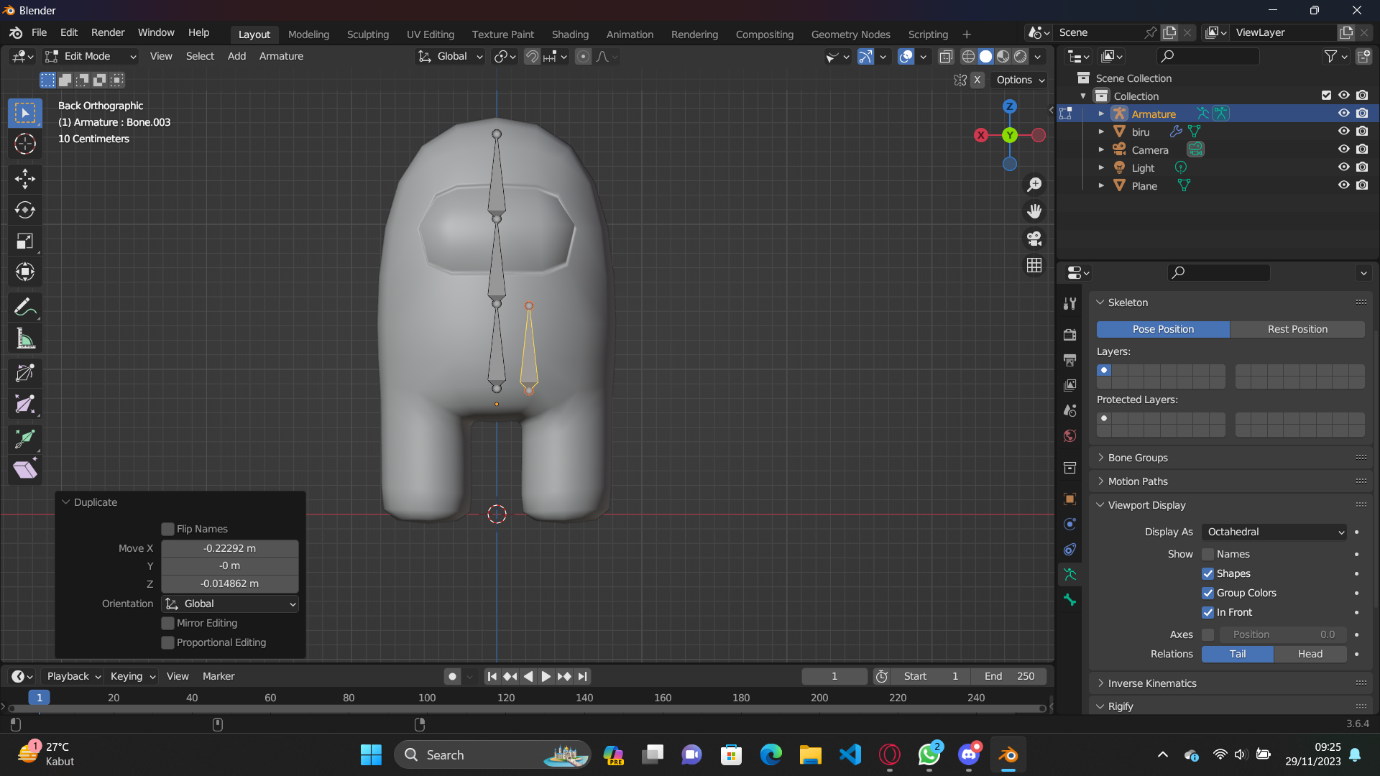 Blender
File Edit Render Window Help
Layout Modeling Sculpting UV Editing Texture Paint Shading Animation Rendering Compositing Geometry Nodes Scripting +
Scene
ViewLayer
Edit Mode View Select Add Armature
Global
X Options
Back Orthographic
(1) Armature : Bone.003
10 Centimeters
Z
X
Y
Scene Collection
Collection
Armature
biru
Camera
Light
Plane
Skeleton
Pose Position Rest Position
Layers:
Protected Layers:
Bone Groups
Motion Paths
Viewport Display
Display As Octahedral
Show Names
Shapes
Group Colors
In Front
Axes Position 0.0
Relations Tail Head
Inverse Kinematics
Rigify
Duplicate
Flip Names
Move X -0.22292 m
Y -0 m
Z -0.014862 m
Orientation Global
Mirror Editing
Proportional Editing
Playback Keying View Marker
1 Start 1 End 250
1 20 40 60 80 100 120 140 160 180 200 220 240
3.6.4
1
27°C
Kabut
Search
PRE
2
09:25
29/11/2023